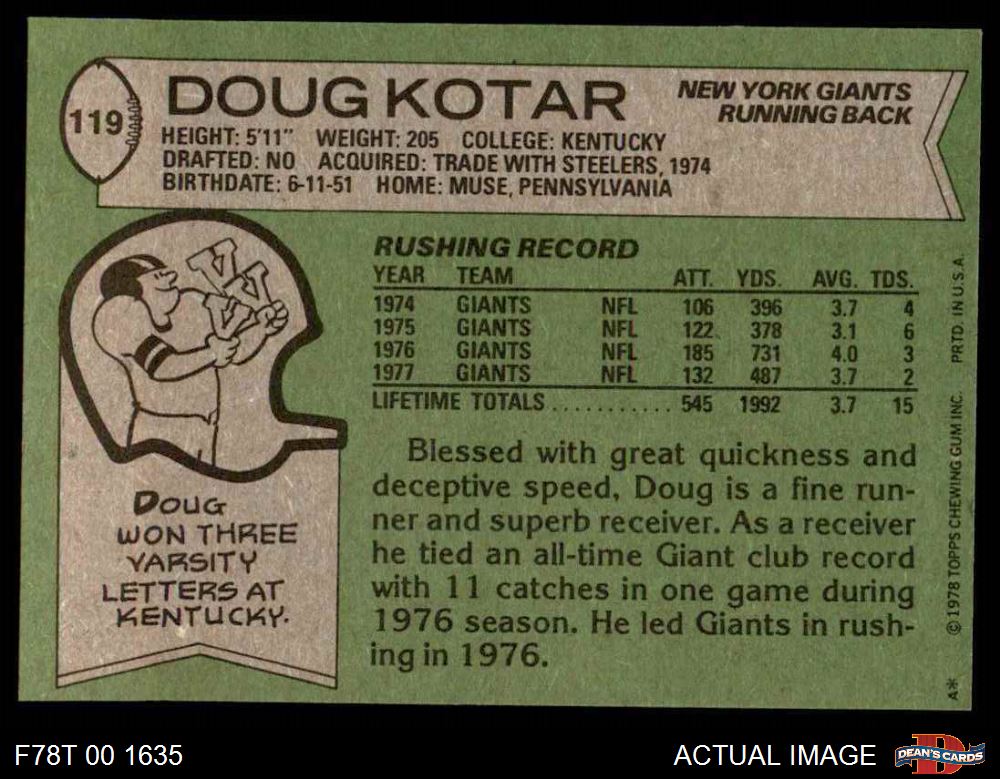 119
DOUG KOTAR
NEW YORK GIANTS
RUNNING BACK
HEIGHT: 5'11" WEIGHT: 205 COLLEGE: KENTUCKY
DRAFTED: NO ACQUIRED: TRADE WITH STEELERS, 1974
BIRTHDATE: 6-11-51 HOME: MUSE, PENNSYLVANIA
V
V
V
DOUG
WON THREE
VARSITY
LETTERS AT
KENTUCKY.
RUSHING RECORD
YEAR TEAM ATT. YDS. AVG. TDS.
1974 GIANTS NFL 106 396 3.7 4
1975 GIANTS NFL 122 378 3.1 6
1976 GIANTS NFL 185 731 4.0 3
1977 GIANTS NFL 132 487 3.7 2
LIFETIME TOTALS ........... 545 1992 3.7 15
Blessed with great quickness and
deceptive speed, Doug is a fine run-
ner and superb receiver. As a receiver
he tied an all-time Giant club record
with 11 catches in one game during
1976 season. He led Giants in rush-
ing in 1976.
A* ©1978 TOPPS CHEWING GUM INC. PRTD. IN U.S.A.
F78T 00 1635
ACTUAL IMAGE
D
DEAN'S CARDS